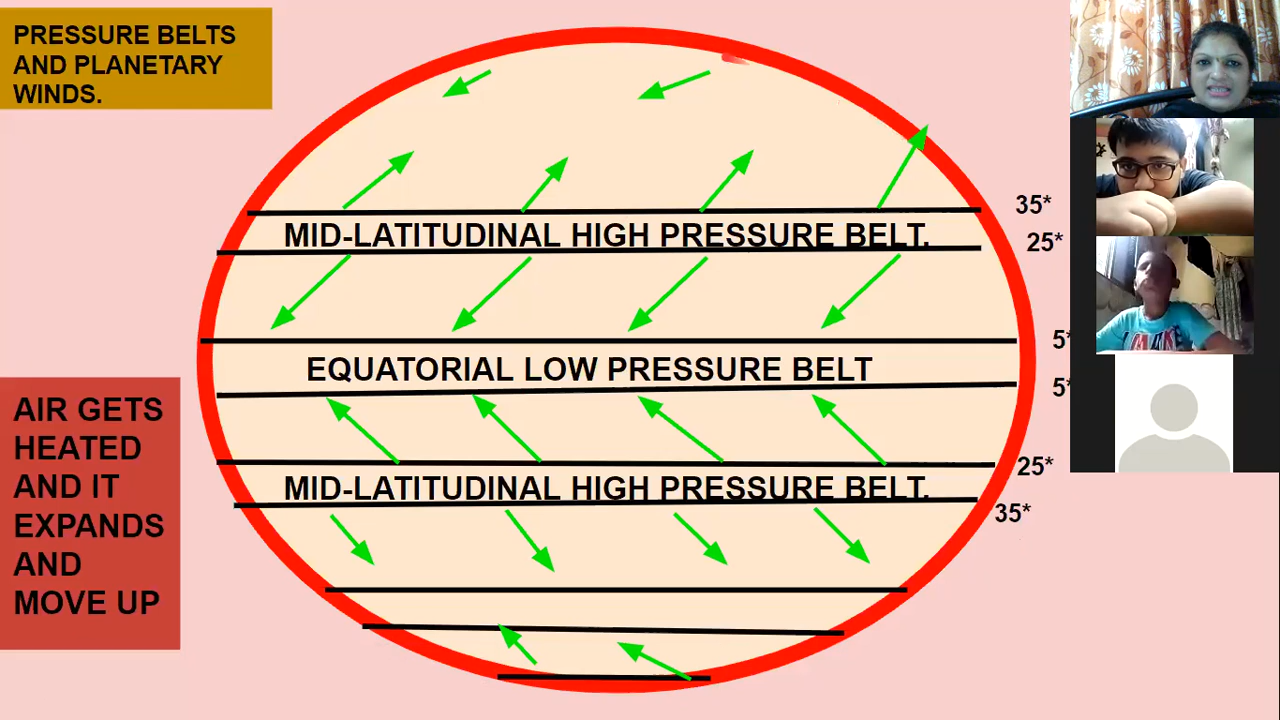 PRESSURE BELTS
AND PLANETARY
WINDS.
35*
MID-LATITUDINAL HIGH PRESSURE BELT.
25*
5*
EQUATORIAL LOW PRESSURE BELT
5*
AIR GETS
HEATED
AND IT
EXPANDS
AND
MOVE UP
25*
MID-LATITUDINAL HIGH PRESSURE BELT.
35*